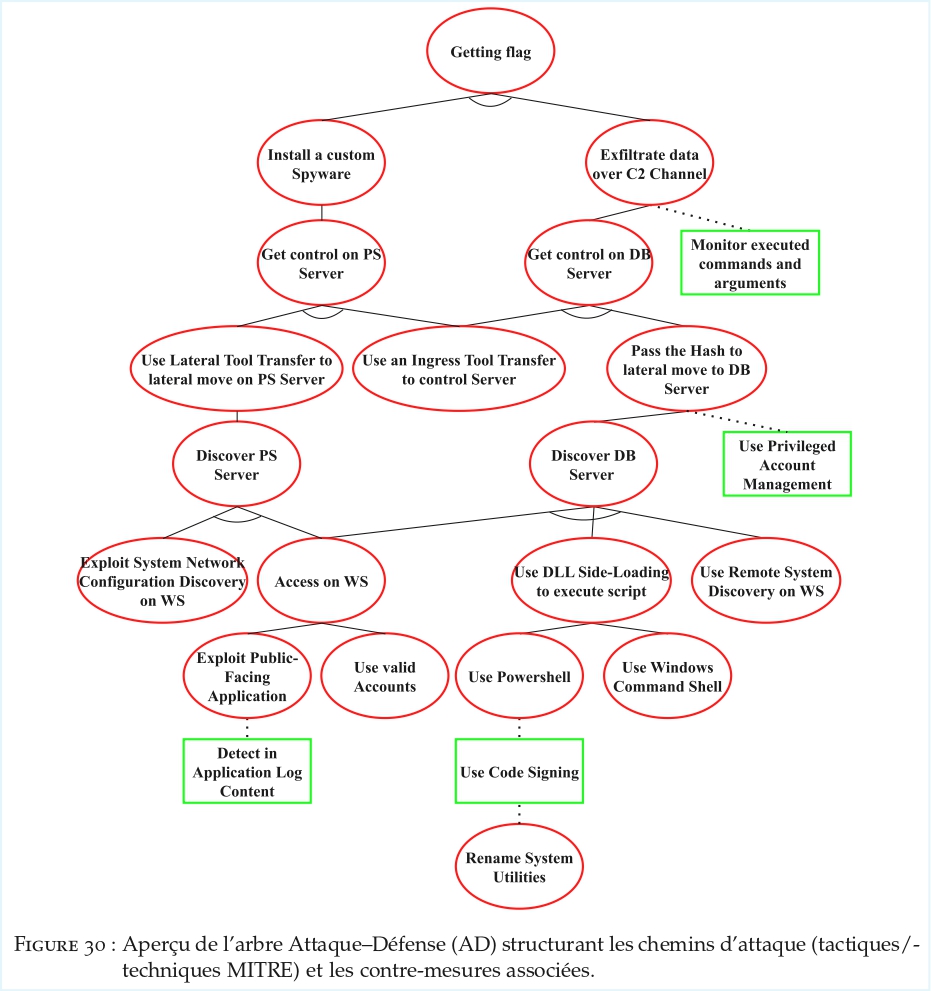 Getting flag
Install a custom
Spyware
Exfiltrate data
over C2 Channel
Get control on PS
Server
Get control on DB
Server
Monitor executed
commands and
arguments
Use Lateral Tool Transfer to
lateral move on PS Server
Use an Ingress Tool Transfer
to control Server
Pass the Hash to
lateral move to DB
Server
Discover PS
Server
Discover DB
Server
Use Privileged
Account
Management
Exploit System Network
Configuration Discovery
on WS
Access on WS
Use DLL Side-Loading
to execute script
Use Remote System
Discovery on WS
Exploit Public-
Facing
Application
Use valid
Accounts
Use Powershell
Use Windows
Command Shell
Detect in
Application Log
Content
Use Code Signing
Rename System
Utilities
Figure 30 : Aperçu de l'arbre Attaque–Défense (AD) structurant les chemins d'attaque (tactiques/-
techniques MITRE) et les contre-mesures associées.